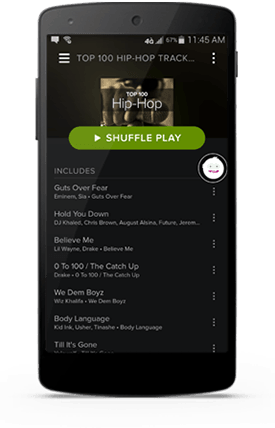 57% 11:45 AM
TOP 100 HIP-HOP TRACK...
TOP 100
Hip-Hop
SHUFFLE PLAY
INCLUDES
Guts Over Fear
Eminem, Sia • Guts Over Fear
Hold You Down
DJ Khaled, Chris Brown, August Alsina, Future, Jerem...
Believe Me
Lil Wayne, Drake • Believe Me
0 To 100 / The Catch Up
Drake • 0 To 100 / The Catch Up
We Dem Boyz
Wiz Khalifa • We Dem Boyz
Body Language
Kid Ink, Usher, Tinashe • Body Language
Till It's Gone